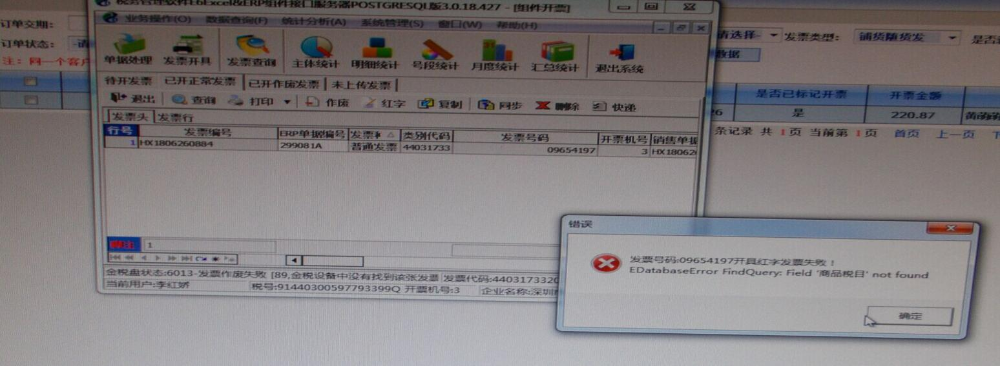 税务管理软件E6Excel&ERP组件接口服务器POSTGRESQL版3.0.18.427 - [组件开票]
业务操作(O) 数据查询(F) 统计分析(A) 系统管理(S) 窗口(W) 帮助(H)
订单交期:
请选择- 发票类型: 铺货随货发
订单状态: -请
数据
注: 同一个客户
单据处理 发票开具 发票查询 主体统计 明细统计 号段统计 月度统计 汇总统计 退出系统
待开发票 已开正常发票 已开作废发票 未上传发票
退出 查询 打印 作废 红字 复制 同步 删除 快递
是否已标记开票 开票金额
发票头 发票行
26 是 220.87
行号 发票编号 ERP单据编号 发票种 类别代码 发票号码 开票机号 销售单据
1 HX1806260884 299081A 普通发票 44031733 09654197 3 HX18062
条记录 共 1页 当前第 1页 首页 上一页 下
1
金税盘状态:6013-发票作废失败 [89,金税设备中没有找到该张发票 发票代码:4403173320
当前用户:李红娇 税号:91440300597793399Q 开票机号:3 企业名称:深圳
错误
发票号码:09654197开具红字发票失败!
EDatabaseError FindQuery: Field '商品税目' not found
确定